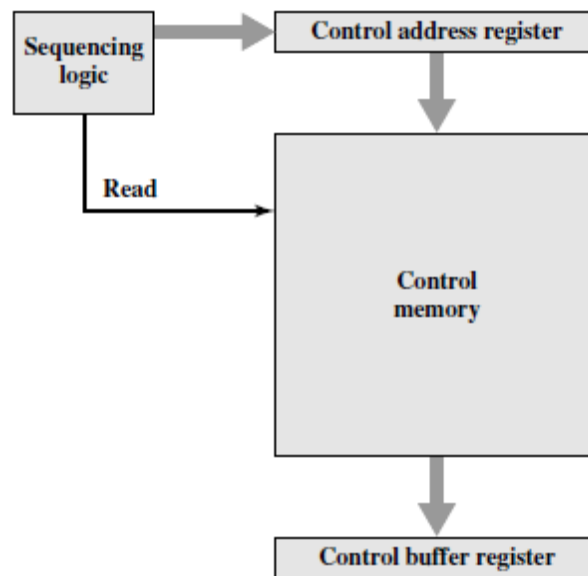 Sequencing
logic
Control address register
Read
Control
memory
Control buffer register